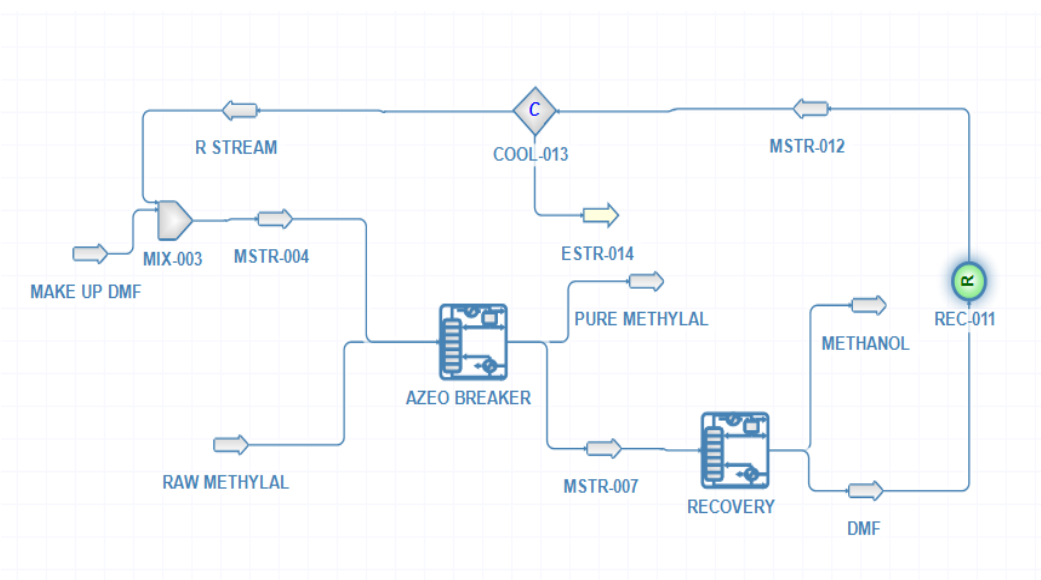 C
R STREAM
MSTR-012
COOL-013
MIX-003
MSTR-004
ESTR-014
MAKE UP DMF
PURE METHYLAL
R
REC-011
METHANOL
AZEO BREAKER
RAW METHYLAL
MSTR-007
RECOVERY
DMF